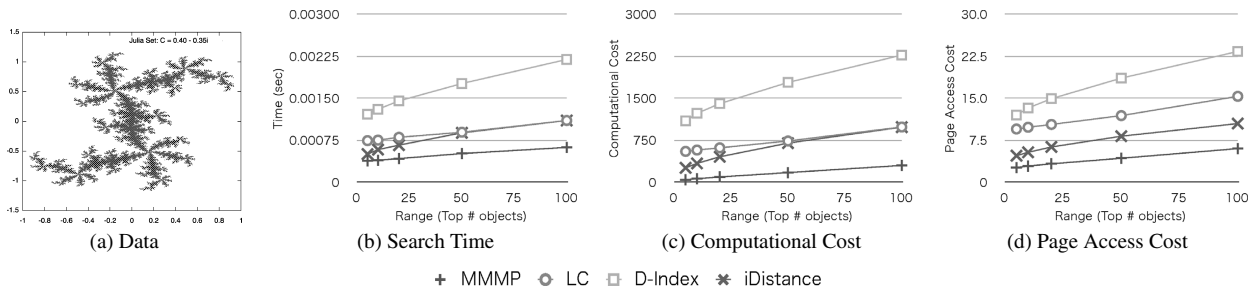 Julia Set: C = 0.40 - 0.35i
1.5
1
0.5
0
-0.5
-1
-1.5
-1 -0.8 -0.6 -0.4 -0.2 0 0.2 0.4 0.6 0.8 1
(a) Data
0.00300
0.00225
0.00150
0.00075
0
Time (sec)
0 25 50 75 100
Range (Top # objects)
(b) Search Time
3000
2250
1500
750
0
Computational Cost
0 25 50 75 100
Range (Top # objects)
(c) Computational Cost
30.0
22.5
15.0
7.5
0
Page Access Cost
0 25 50 75 100
Range (Top # objects)
(d) Page Access Cost
MMMP LC D-Index iDistance